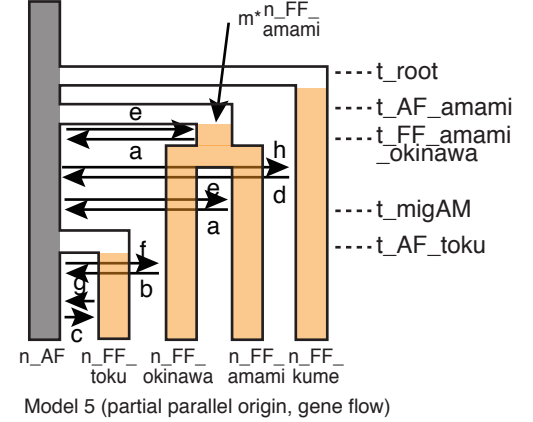 m*n_FF_
amami
t_root
t_AF_amami
e
t_FF_amami
_okinawa
a
h
e
d
t_migAM
a
f
t_AF_toku
g
b
c
n_AF
n_FF_
toku
n_FF_
okinawa
n_FF_
amami
n_FF_
kume
Model 5 (partial parallel origin, gene flow)